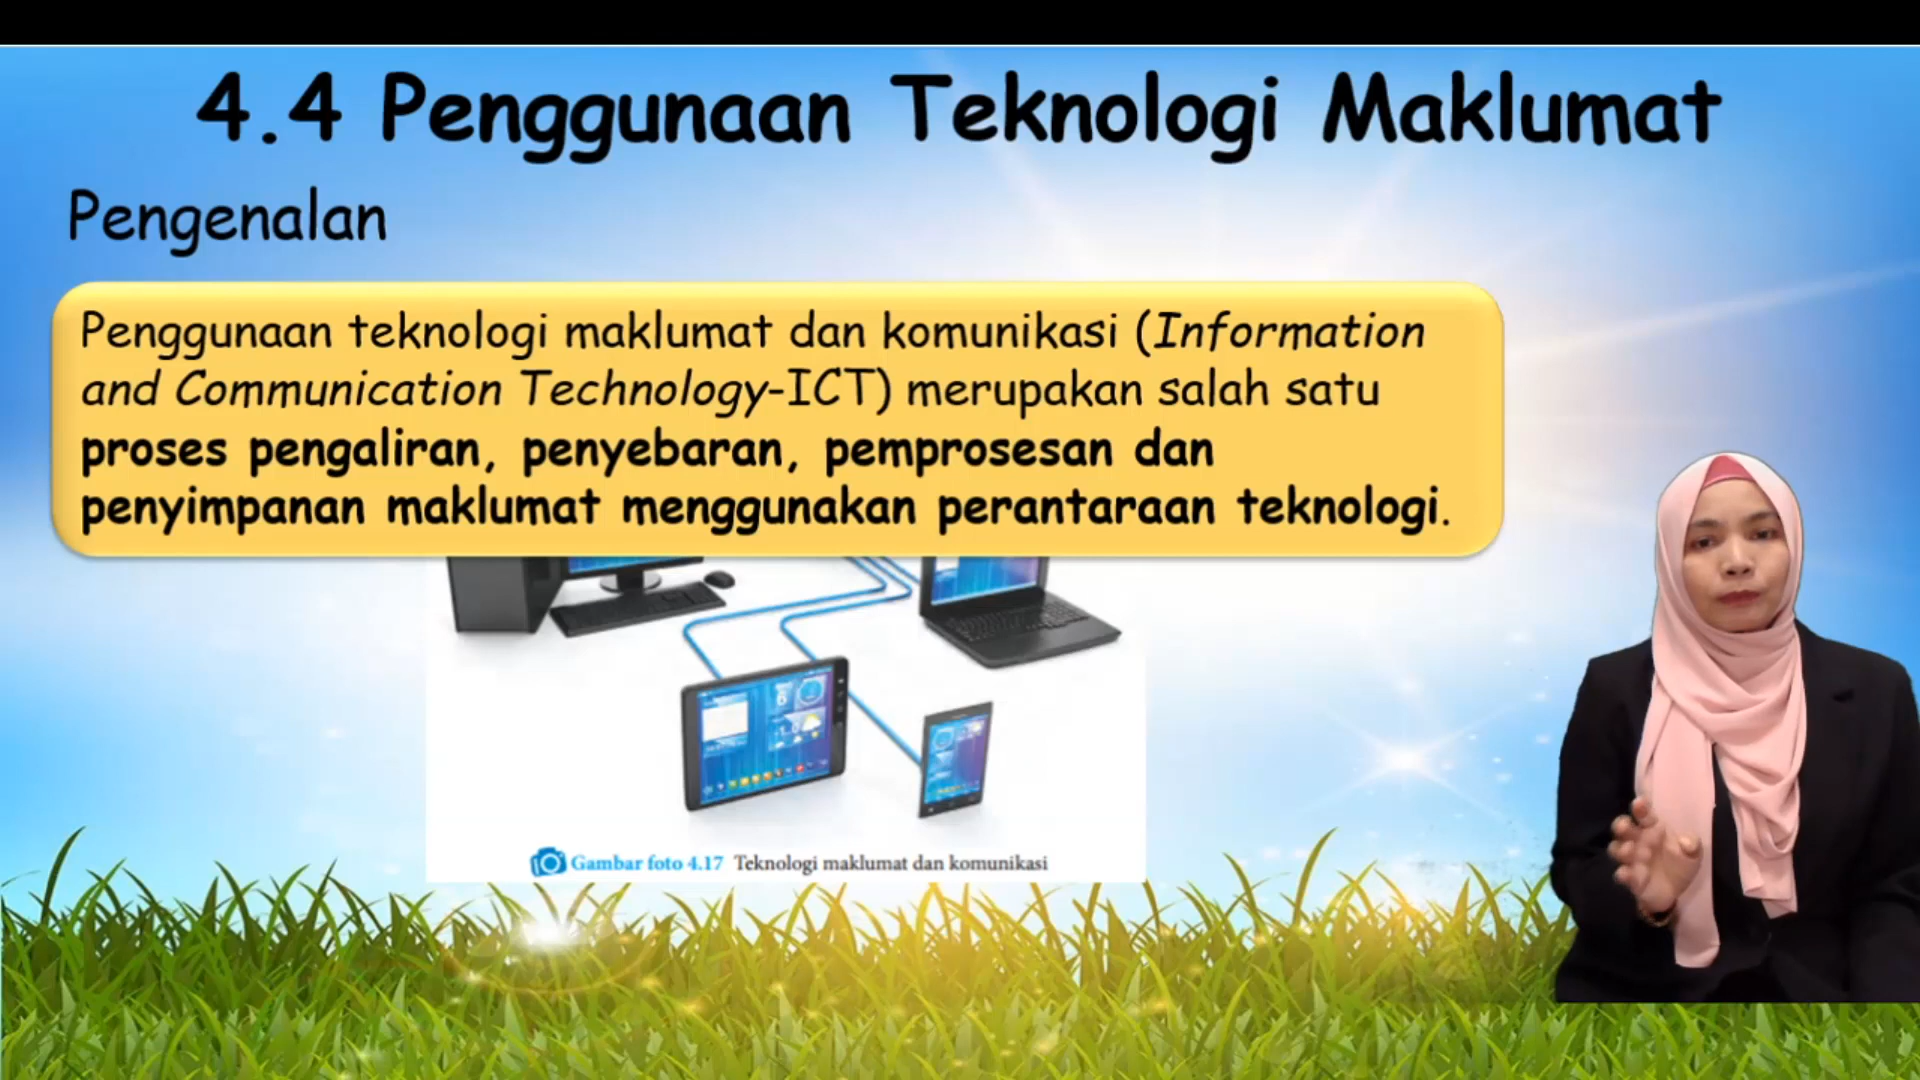 4.4 Penggunaan Teknologi Maklumat
Pengenalan
Penggunaan teknologi maklumat dan komunikasi (Information
and Communication Technology-ICT) merupakan salah satu
proses pengaliran, penyebaran, pemprosesan dan
penyimpanan maklumat menggunakan perantaraan teknologi.
Gambar foto 4.17 Teknologi maklumat dan komunikasi